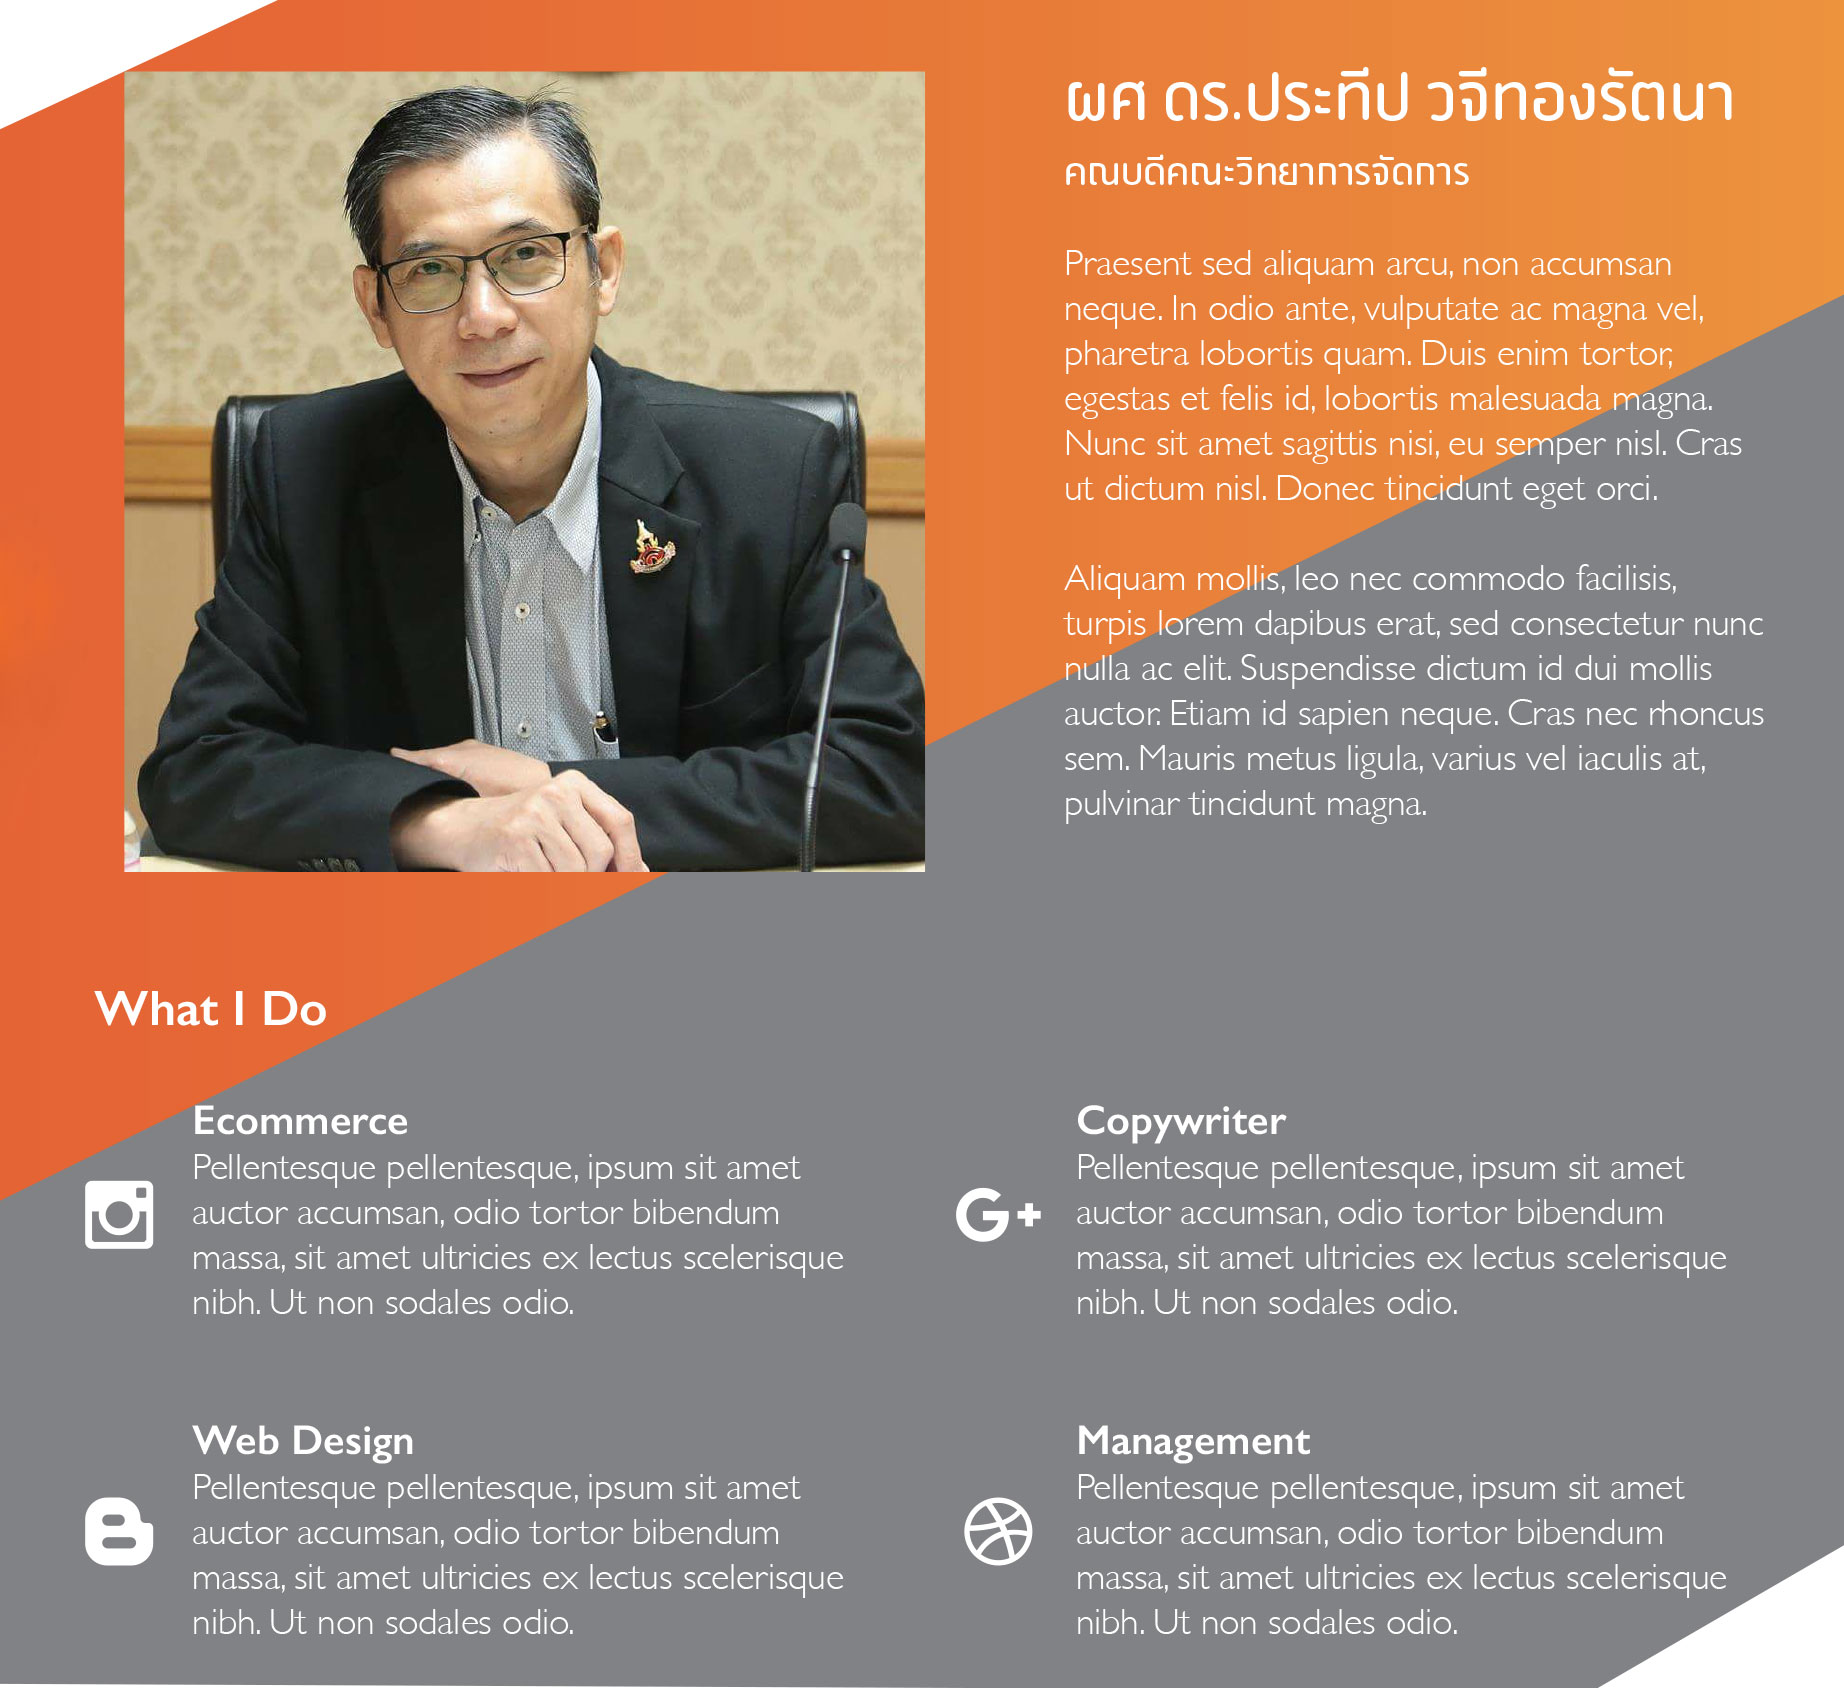 ผศ ดร.ประทีป วจีทองรัตนา
คณบดีคณะวิทยาการจัดการ
Praesent sed aliquam arcu, non accumsan
neque. In odio ante, vulputate ac magna vel,
pharetra lobortis quam. Duis enim tortor,
egestas et felis id, lobortis malesuada magna.
Nunc sit amet sagittis nisi, eu semper nisl. Cras
ut dictum nisl. Donec tincidunt eget orci.
Aliquam mollis, leo nec commodo facilisis,
turpis lorem dapibus erat, sed consectetur nunc
nulla ac elit. Suspendisse dictum id dui mollis
auctor. Etiam id sapien neque. Cras nec rhoncus
sem. Mauris metus ligula, varius vel iaculis at,
pulvinar tincidunt magna.
What I Do
Ecommerce
Pellentesque pellentesque, ipsum sit amet
auctor accumsan, odio tortor bibendum
massa, sit amet ultricies ex lectus scelerisque
nibh. Ut non sodales odio.
Copywriter
G+
Pellentesque pellentesque, ipsum sit amet
auctor accumsan, odio tortor bibendum
massa, sit amet ultricies ex lectus scelerisque
nibh. Ut non sodales odio.
Web Design
Pellentesque pellentesque, ipsum sit amet
auctor accumsan, odio tortor bibendum
massa, sit amet ultricies ex lectus scelerisque
nibh. Ut non sodales odio.
Management
Pellentesque pellentesque, ipsum sit amet
auctor accumsan, odio tortor bibendum
massa, sit amet ultricies ex lectus scelerisque
nibh. Ut non sodales odio.